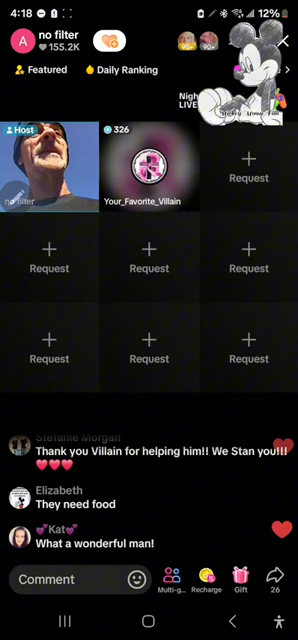 4:18
12%
A
no filter
155.2K
90+
90+
Featured
Daily Ranking
LIVE
Host
326
no filter
Your_Favorite_Villain
Request
Request
Request
Request
Request
Request
Request
Stefanie Morgan
Thank you Villain for helping him!! We Stan you!!!
❤️❤️❤️
Elizabeth
They need food
💕Kat💕
What a wonderful man!
Comment
Multi-g...
Recharge
Gift
26